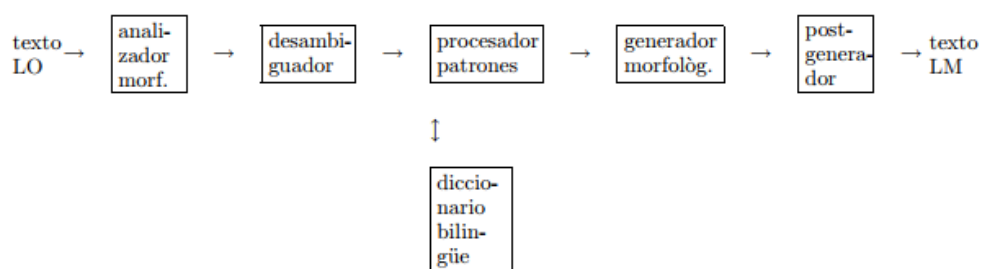 texto
LO
→
anali-
zador
morf.
→
desambi-
guador
→
procesador
patrones
→
generador
morfològ.
→
post-
genera-
dor
→
texto
LM
↕
diccio-
nario
bilin-
güe